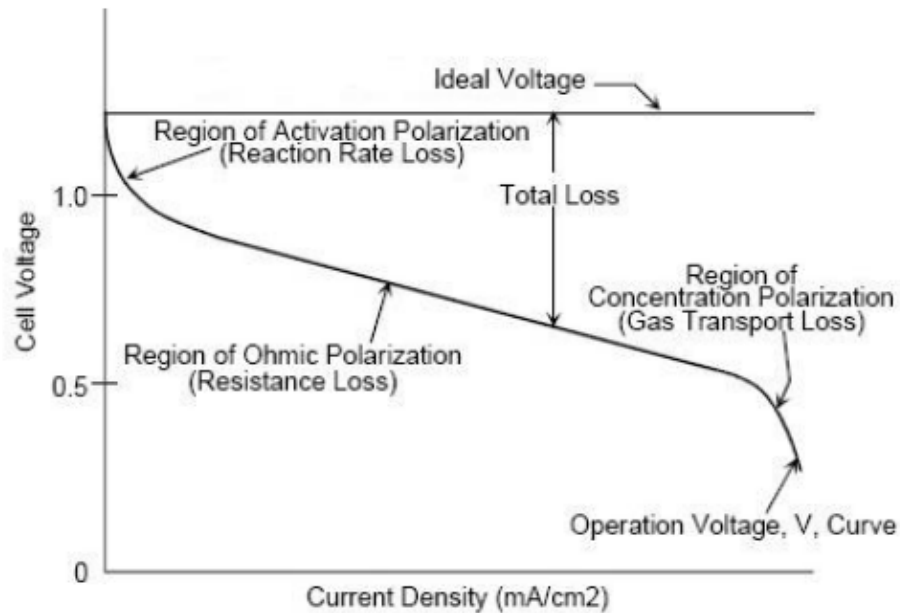 Ideal Voltage
Region of Activation Polarization
(Reaction Rate Loss)
1.0
Total Loss
Cell Voltage
Region of
Concentration Polarization
(Gas Transport Loss)
Region of Ohmic Polarization
(Resistance Loss)
0.5
Operation Voltage, V, Curve
0
Current Density (mA/cm2)